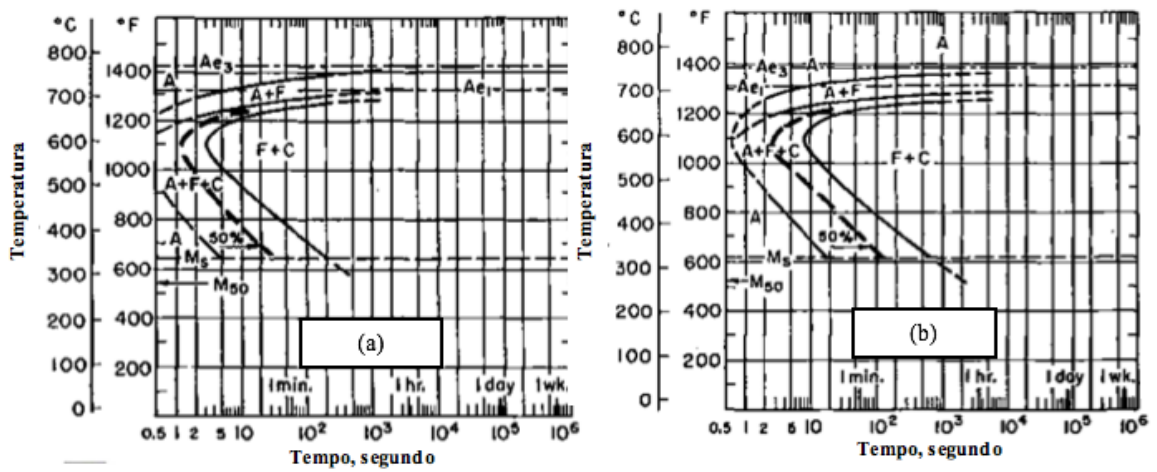 °C
°F
800
700
600
500
400
300
200
100
0
1400
1200
1000
800
600
400
200
Temperatura
Ae₃
A
A+F
Ae₁
F+C
A+F+C
A
50%
Ms
M50
(a)
1 min.
1 hr.
1 day
1 wk.
0.5 1 2 5 10 10² 10³ 10⁴ 10⁵ 10⁶
Tempo, segundo
°C
°F
800
700
600
500
400
300
200
100
0
1400
1200
1000
800
600
400
200
Temperatura
A
Ae₃
A
Ae₁
A+F
A+F+C
F+C
A
50%
Ms
M50
(b)
1 min.
1 hr.
1 day
1 wk.
0.5 1 2 5 10 10² 10³ 10⁴ 10⁵ 10⁶
Tempo, segundo